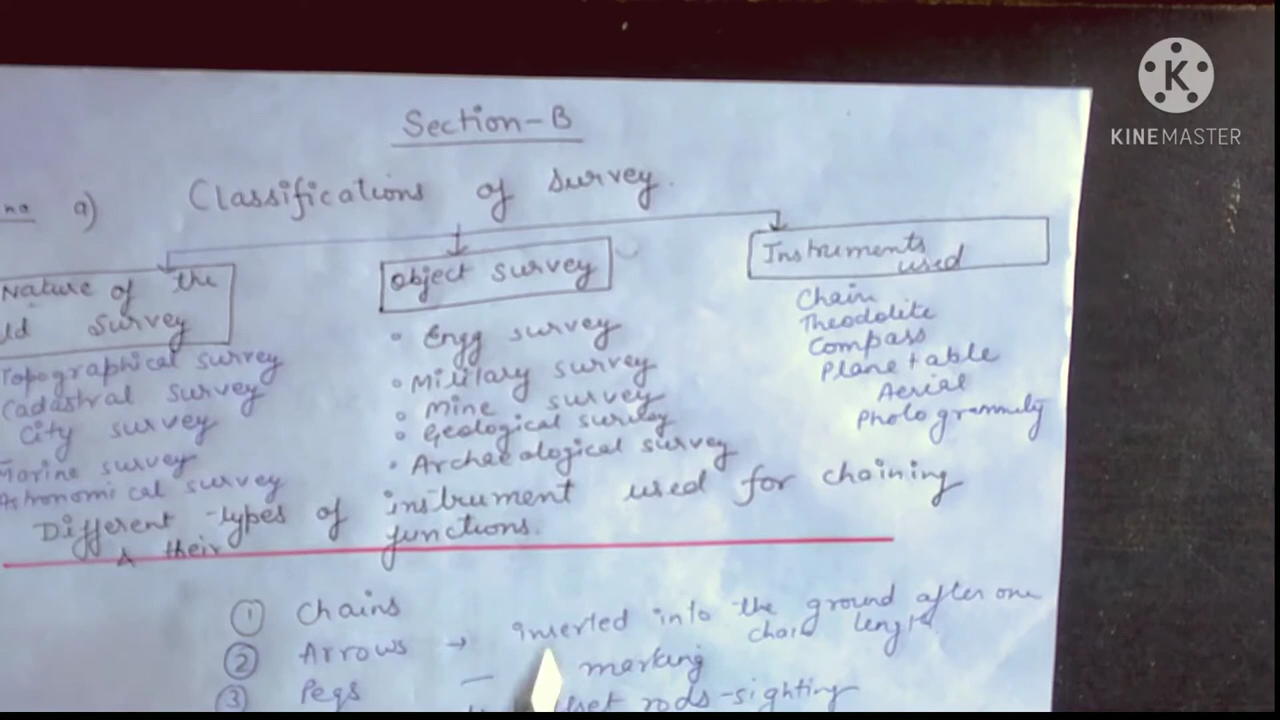 Section-B
no a) Classifications of survey.
Nature of the
ld Survey
Topographical survey
Cadastral survey
City survey
Marine survey
Astronomical survey
Object survey
• Engg survey
• Military survey
• Mine survey
• Geological survey
• Archaeological survey
Instruments
used
Chain
Theodolite
Compass
Plane table
Aerial
Photogrammety
Different types of instrument used for chaining
& their functions.
① Chains
② Arrows → inserted into the ground after one
chain length
③ Pegs — marking
rods-sighting
K
KINEMASTER